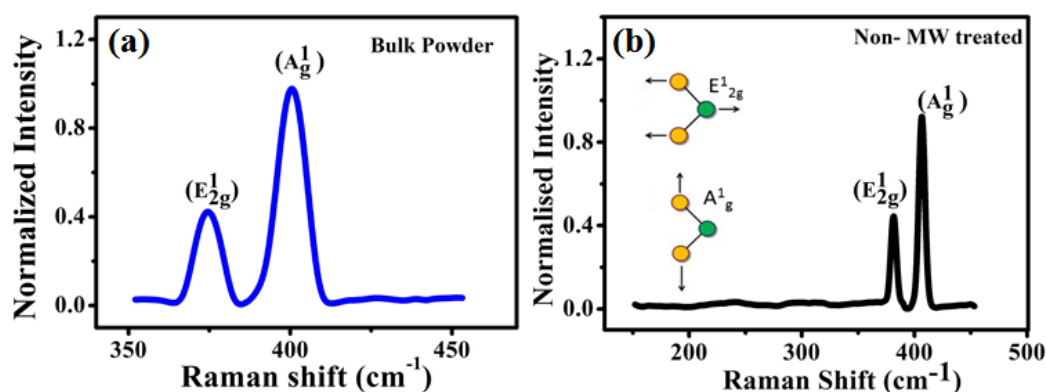 (a)
Bulk Powder
(A¹g)
(E¹2g)
Normalized Intensity
1.2
0.8
0.4
0.0
350
400
450
Raman shift (cm⁻¹)
(b)
Non- MW treated
E¹2g
A¹g
(A¹g)
(E¹2g)
Normalised Intensity
1.2
0.8
0.4
0.0
200
300
400
500
Raman Shift (cm⁻¹)